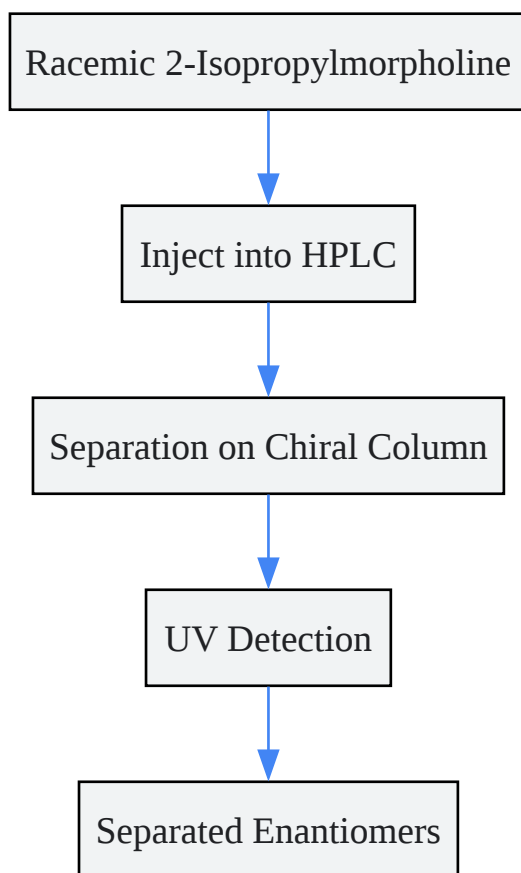 Racemic 2-Isopropylmorpholine
Inject into HPLC
Separation on Chiral Column
UV Detection
Separated Enantiomers